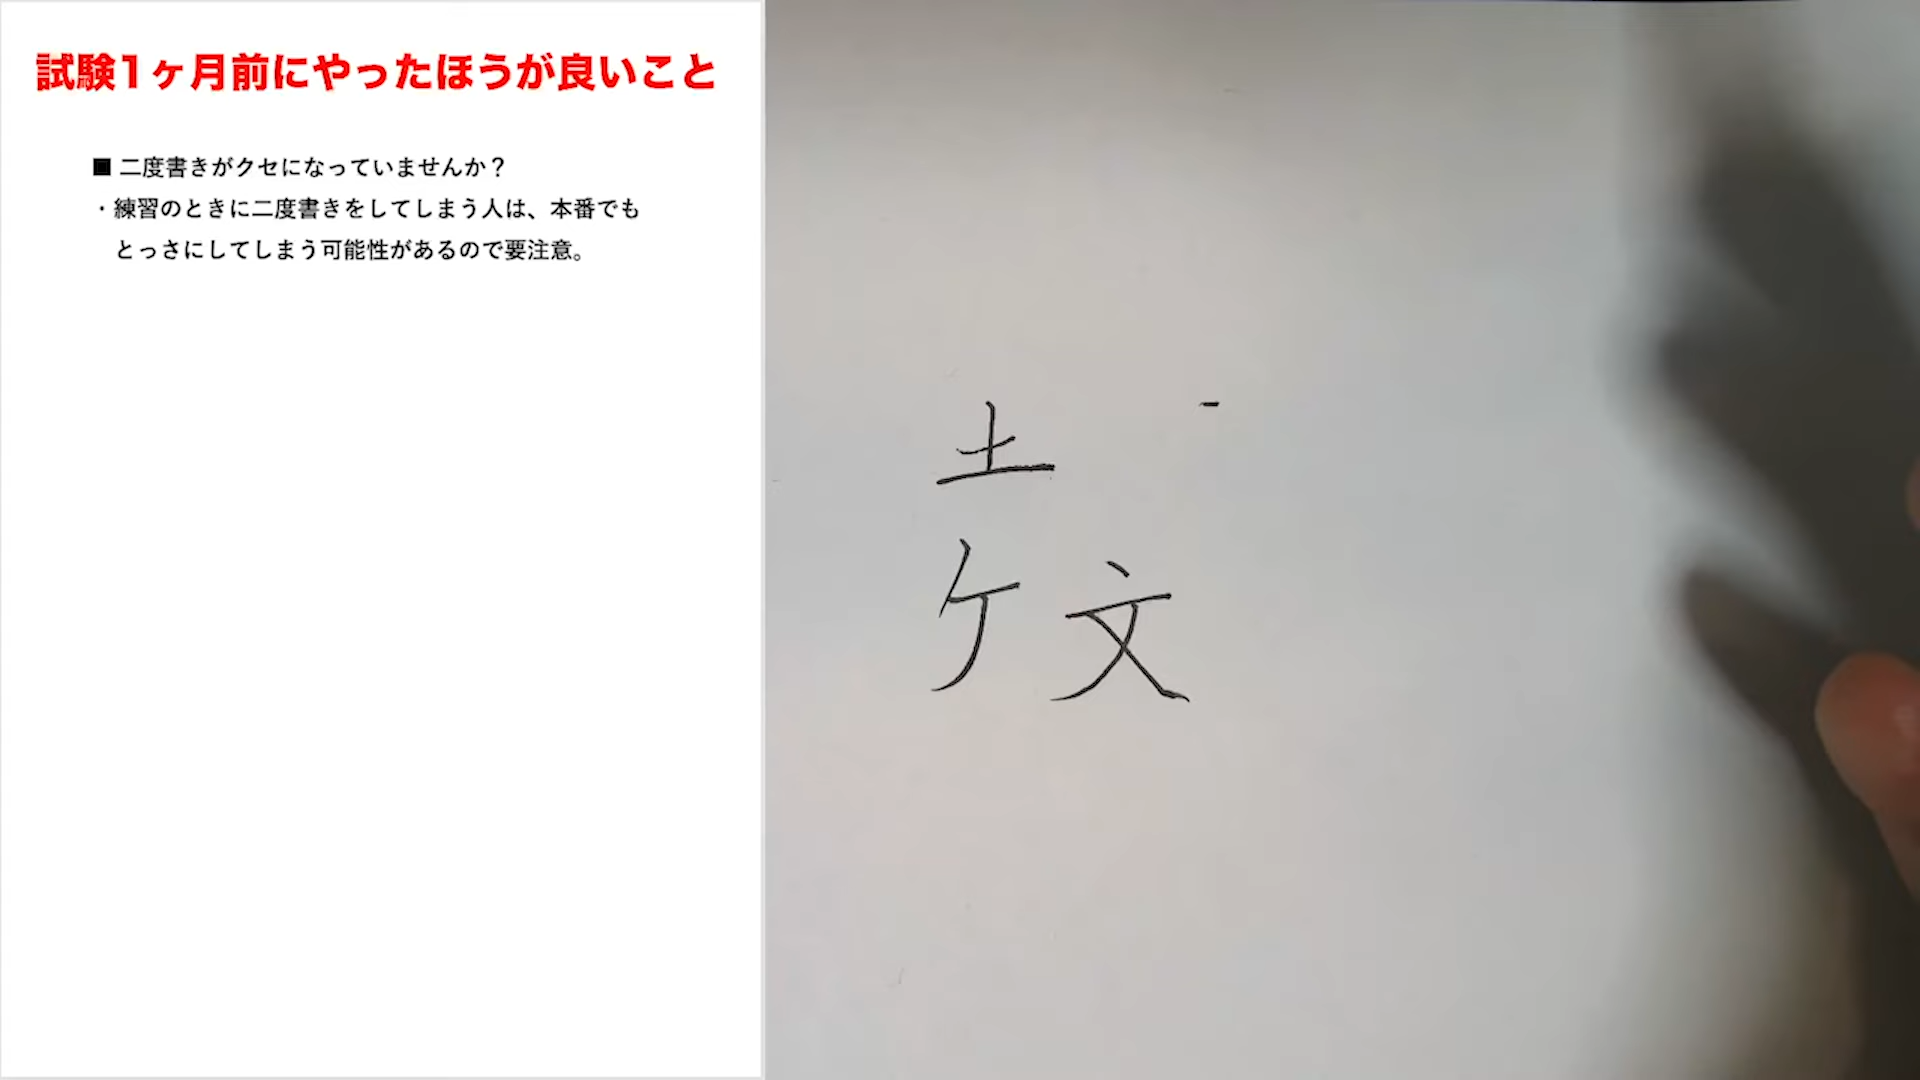 試験1ヶ月前にやったほうが良いこと
■ 二度書きがクセになっていませんか？
・練習のときに二度書きをしてしまう人は、本番でも
とっさにしてしまう可能性があるので要注意。
土
ケ 文